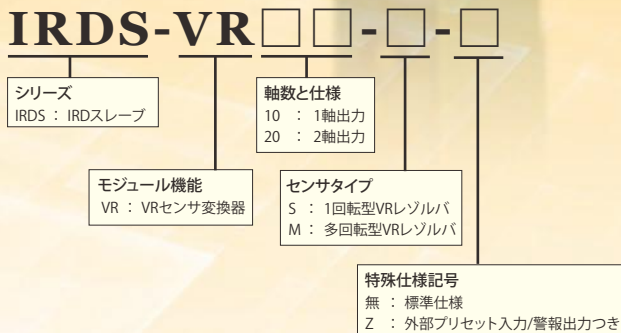 IRDS-VR□□-□-□
シリーズ
IRDS ： IRDスレーブ
軸数と仕様
10 ： 1軸出力
20 ： 2軸出力
モジュール機能
VR ： VRセンサ変換器
センサタイプ
S ： 1回転型VRレゾルバ
M ： 多回転型VRレゾルバ
特殊仕様記号
無 ： 標準仕様
Z ： 外部プリセット入力/警報出力つき